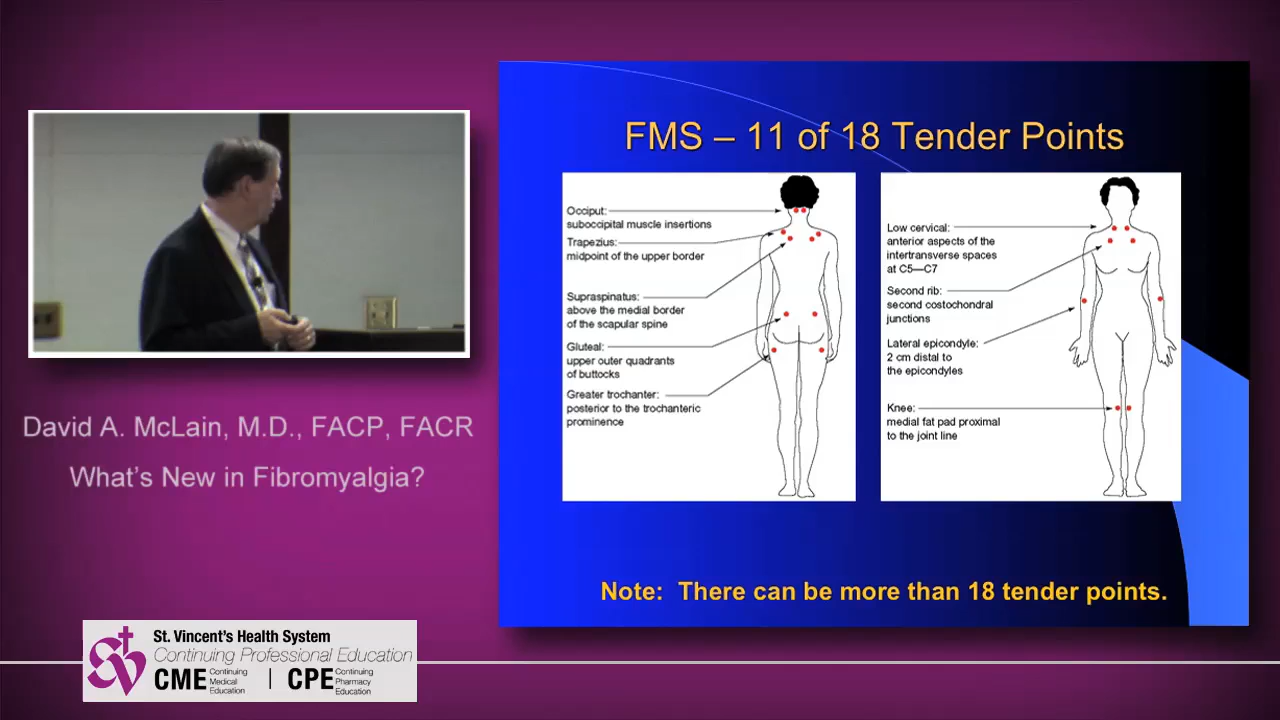 FMS – 11 of 18 Tender Points
Occiput:
suboccipital muscle insertions
Trapezius:
midpoint of the upper border
Supraspinatus:
above the medial border
of the scapular spine
Gluteal:
upper outer quadrants
of buttocks
Greater trochanter:
posterior to the trochanteric
prominence
Low cervical:
anterior aspects of the
intertransverse spaces
at C5—C7
Second rib:
second costochondral
junctions
Lateral epicondyle:
2 cm distal to
the epicondyles
Knee:
medial fat pad proximal
to the joint line
Note: There can be more than 18 tender points.
David A. McLain, M.D., FACP, FACR
What's New in Fibromyalgia?
St. Vincent's Health System
Continuing Professional Education
CME Continuing Medical Education | CPE Continuing Pharmacy Education